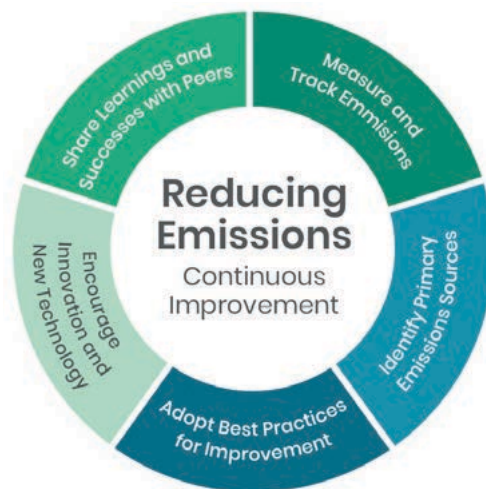 Reducing
Emissions
Continuous
Improvement
Measure and
Track Emmisions
Identify Primary
Emissions Sources
Adopt Best Practices
for Improvement
Encourage
Innovation and
New Technology
Share Learnings and
Successes with Peers